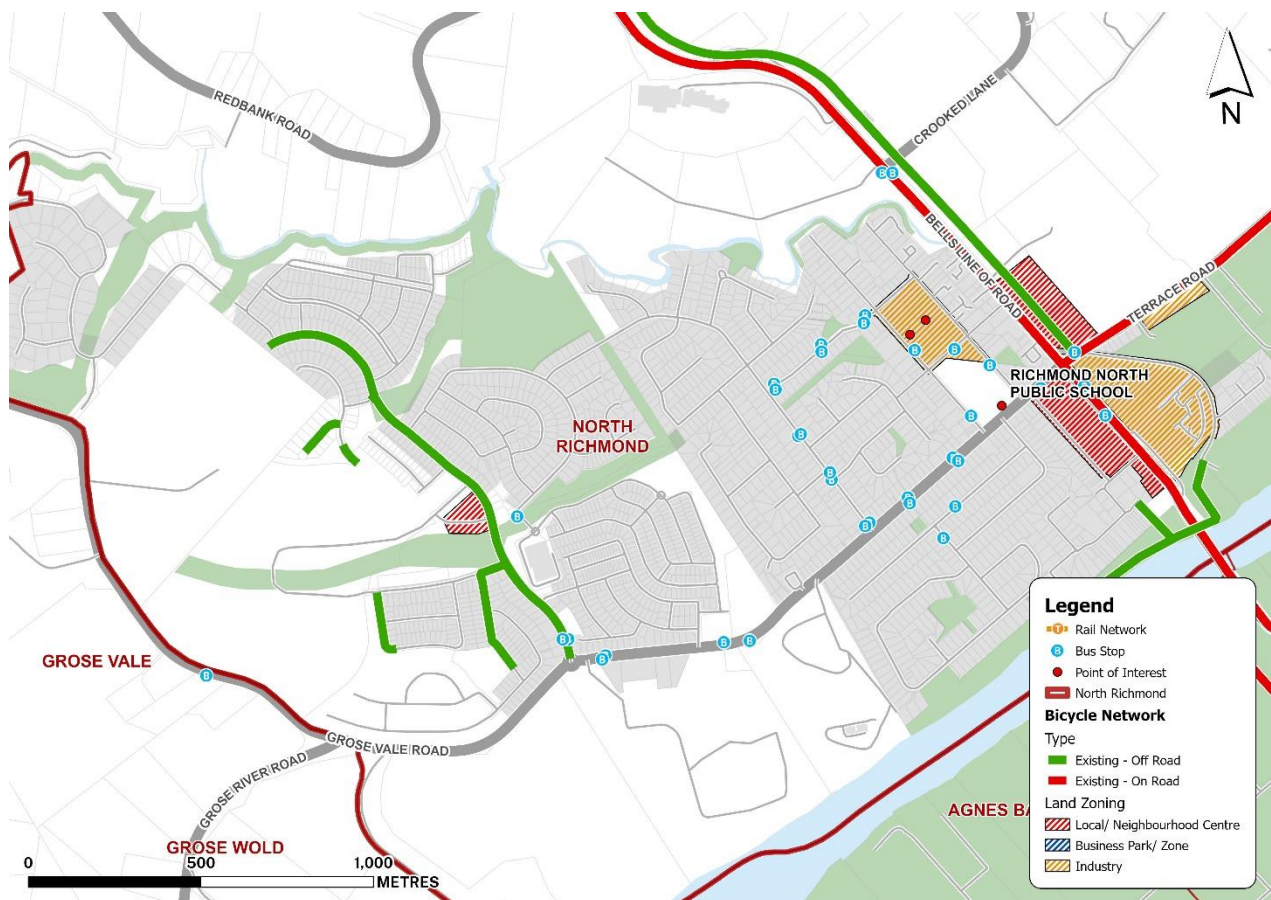 REDBANK ROAD
CROOKED LANE
N
BELLS LINE OF ROAD
TERRACE ROAD
RICHMOND NORTH
PUBLIC SCHOOL
NORTH
RICHMOND
GROSE VALE
GROSE VALE ROAD
GROSE RIVER ROAD
GROSE WOLD
AGNES BA
0 500 1,000
METRES
Legend
T Rail Network
B Bus Stop
Point of Interest
North Richmond
Bicycle Network
Type
Existing - Off Road
Existing - On Road
Land Zoning
Local/ Neighbourhood Centre
Business Park/ Zone
Industry